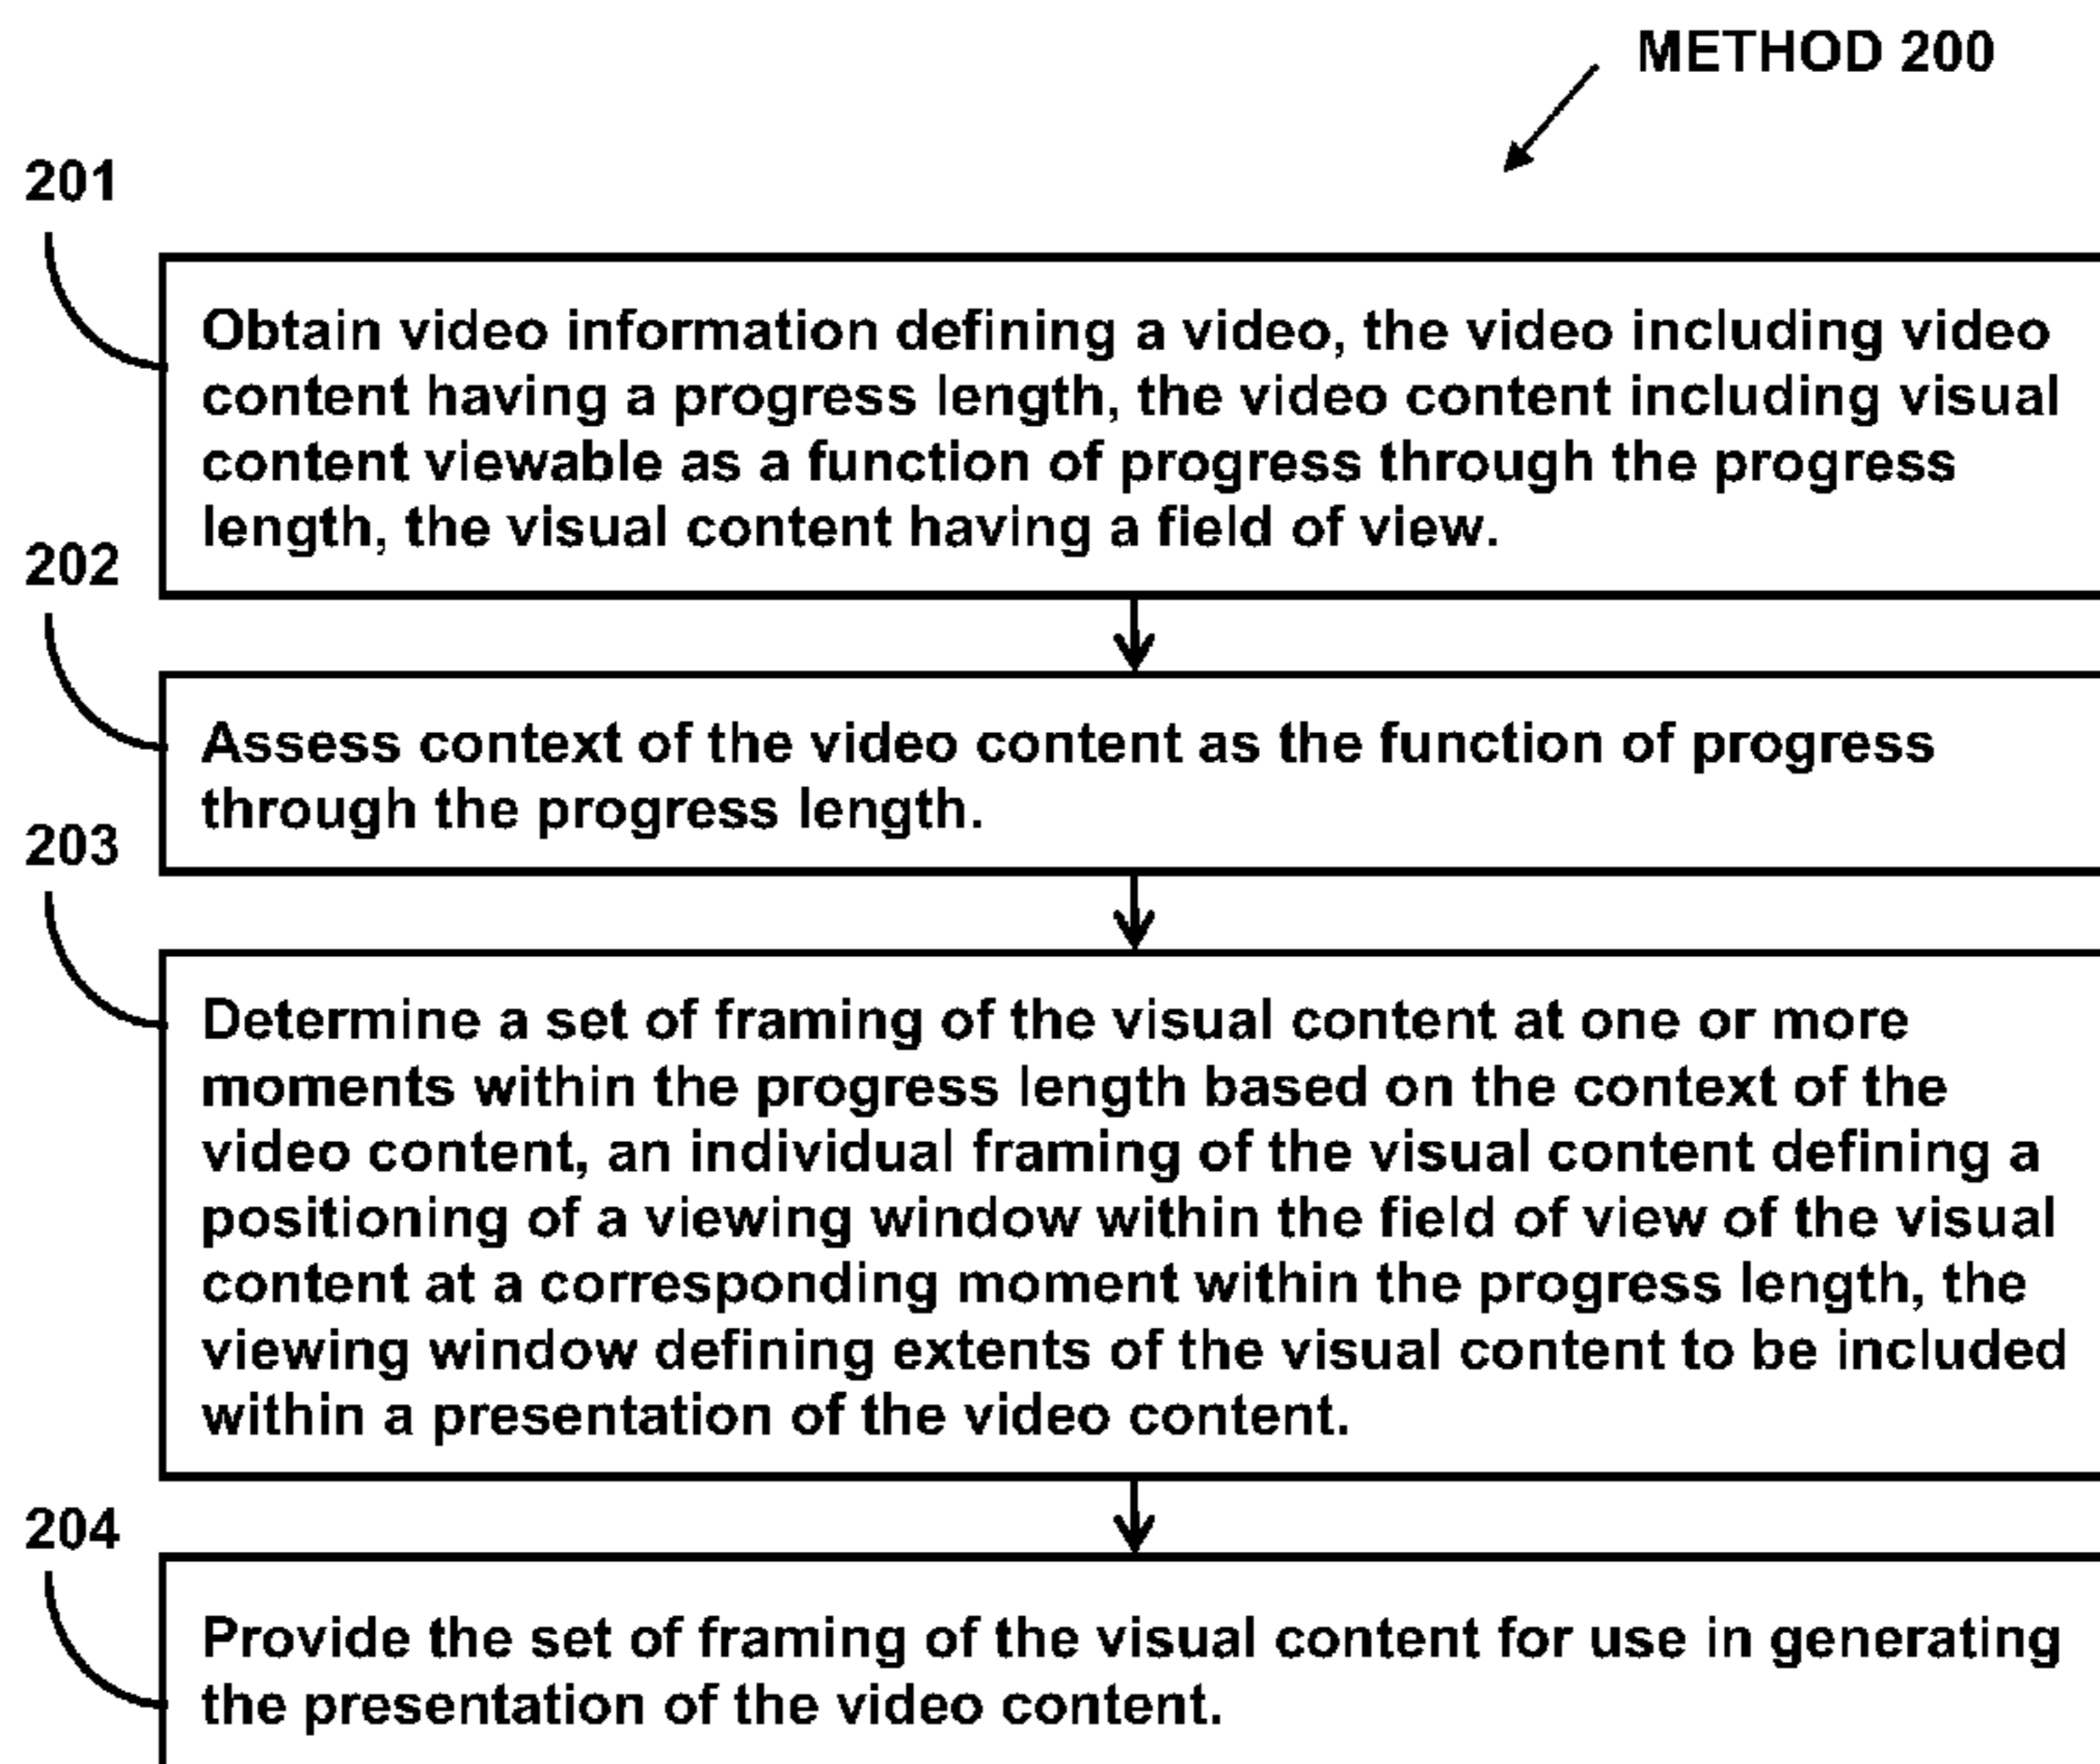 METHOD 200
201
Obtain video information defining a video, the video including video
content having a progress length, the video content including visual
content viewable as a function of progress through the progress
length, the visual content having a field of view.
202
Assess context of the video content as the function of progress
through the progress length.
203
Determine a set of framing of the visual content at one or more
moments within the progress length based on the context of the
video content, an individual framing of the visual content defining a
positioning of a viewing window within the field of view of the visual
content at a corresponding moment within the progress length, the
viewing window defining extents of the visual content to be included
within a presentation of the video content.
204
Provide the set of framing of the visual content for use in generating
the presentation of the video content.